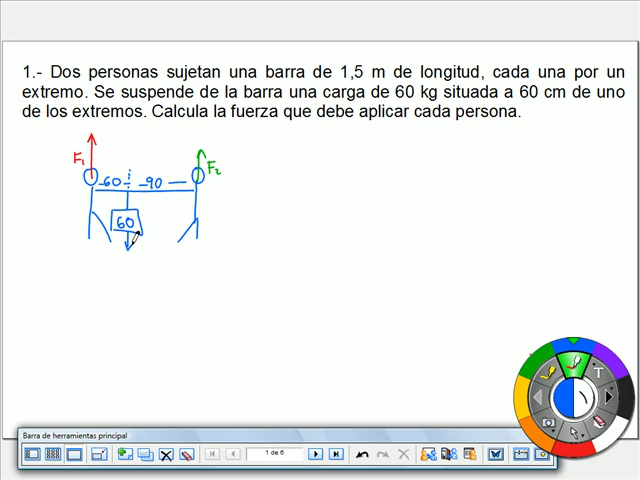 1.- Dos personas sujetan una barra de 1,5 m de longitud, cada una por un
extremo. Se suspende de la barra una carga de 60 kg situada a 60 cm de uno
de los extremos. Calcula la fuerza que debe aplicar cada persona.
F1
F2
60
90
60
T
Barra de herramientas principal
1 de 6